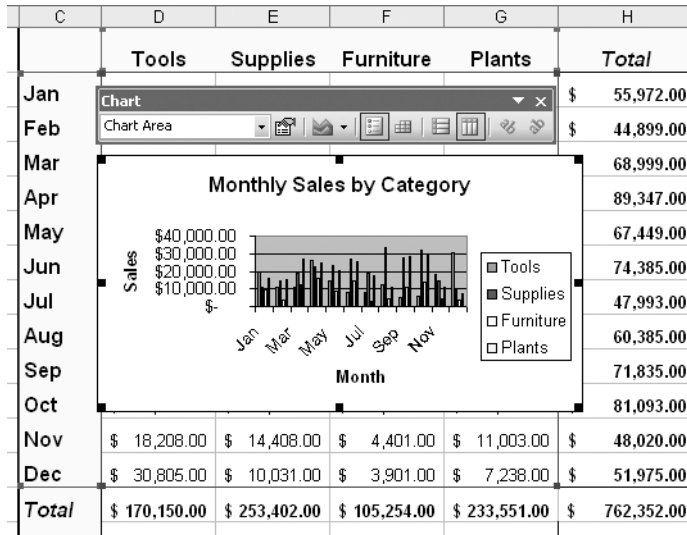 C D E F G H
Tools Supplies Furniture Plants Total
Jan $ 55,972.00
Chart
Feb Chart Area $ 44,899.00
Mar 68,999.00
Monthly Sales by Category
Apr 89,347.00
May 67,449.00
Jun 74,385.00
Jul 47,993.00
Aug 60,385.00
Sep 71,835.00
Oct 81,093.00
Sales
$40,000.00
$30,000.00
$20,000.00
$10,000.00
$-
Jan Mar May Jul Sep Nov
Month
Tools
Supplies
Furniture
Plants
Nov $ 18,208.00 $ 14,408.00 $ 4,401.00 $ 11,003.00 $ 48,020.00
Dec $ 30,805.00 $ 10,031.00 $ 3,901.00 $ 7,238.00 $ 51,975.00
Total $ 170,150.00 $ 253,402.00 $ 105,254.00 $ 233,551.00 $ 762,352.00